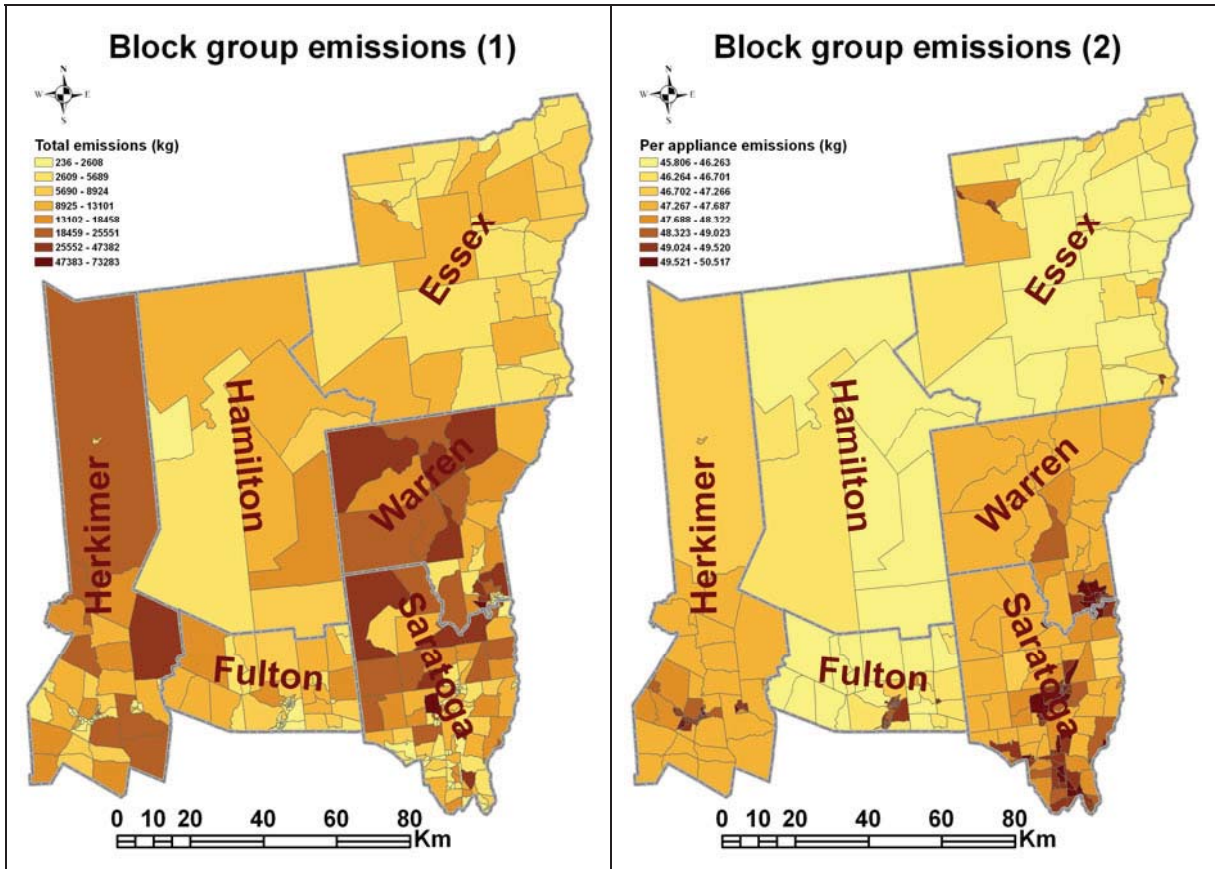 Block group emissions (1)
N
W E
S
Total emissions (kg)
236 - 2608
2609 - 5689
5690 - 8924
8925 - 13101
13102 - 18458
18459 - 25551
25552 - 47382
47383 - 73283
Essex
Hamilton
Herkimer
Warren
Fulton
Saratoga
0 10 20 40 60 80
Km
Block group emissions (2)
N
W E
S
Per appliance emissions (kg)
45.806 - 46.263
46.264 - 46.701
46.702 - 47.266
47.267 - 47.687
47.688 - 48.322
48.323 - 49.023
49.024 - 49.520
49.521 - 50.517
Essex
Hamilton
Herkimer
Warren
Fulton
Saratoga
0 10 20 40 60 80
Km